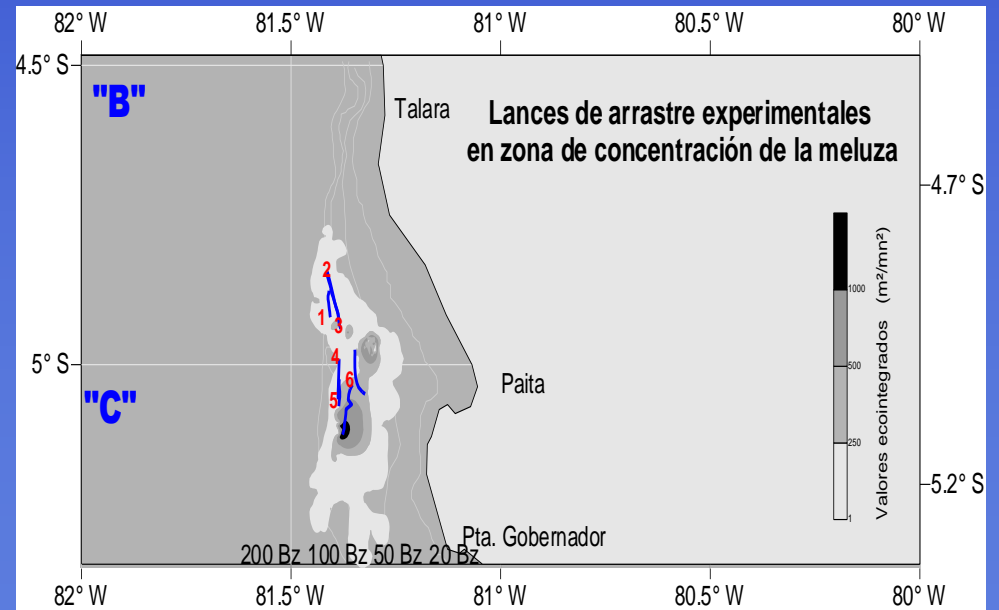 82° W 81.5° W 81° W 80.5° W 80° W
4.5° S
"B"
Talara
Lances de arrastre experimentales
en zona de concentración de la meluza
4.7° S
2
1
3
4
5
6
5° S
"C"
Paita
1000
500
250
1
Valores ecointegrados (m²/mn²)
5.2° S
Pta. Gobernador
200 Bz 100 Bz 50 Bz 20 Bz
82° W 81.5° W 81° W 80.5° W 80° W